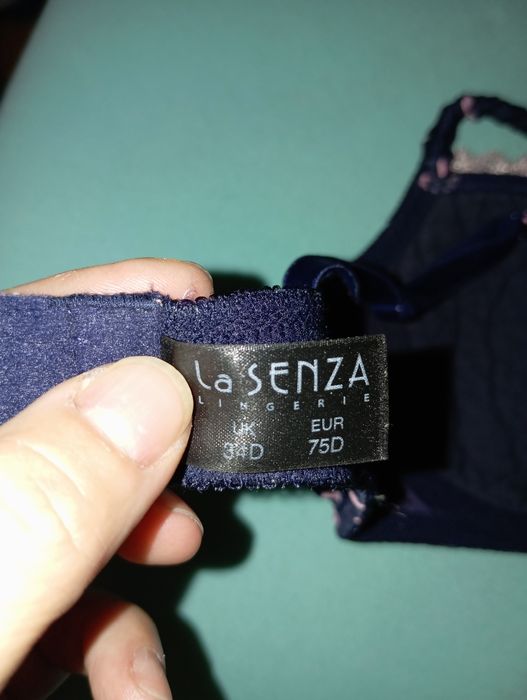 La SENZA
LINGERIE
UK EUR
34D 75D